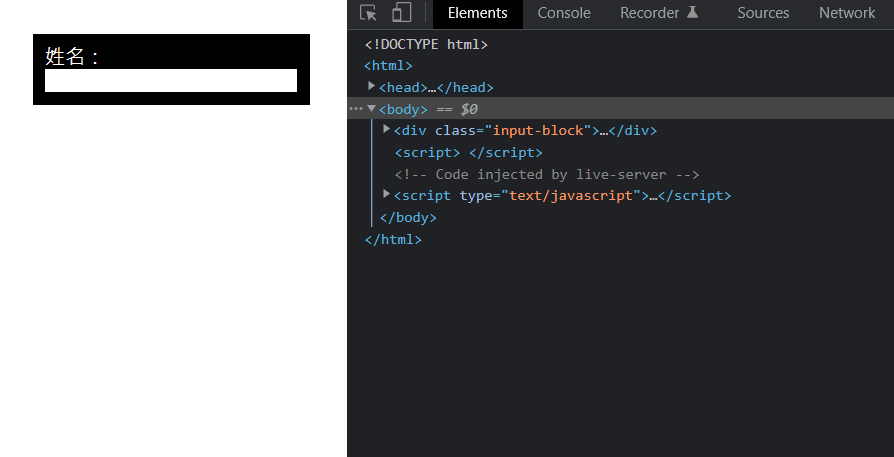 姓名：
Elements Console Recorder Sources Network
<!DOCTYPE html>
<html>
<head>…</head>
<body> == $0
<div class="input-block">…</div>
<script> </script>
<!-- Code injected by live-server -->
<script type="text/javascript">…</script>
</body>
</html>